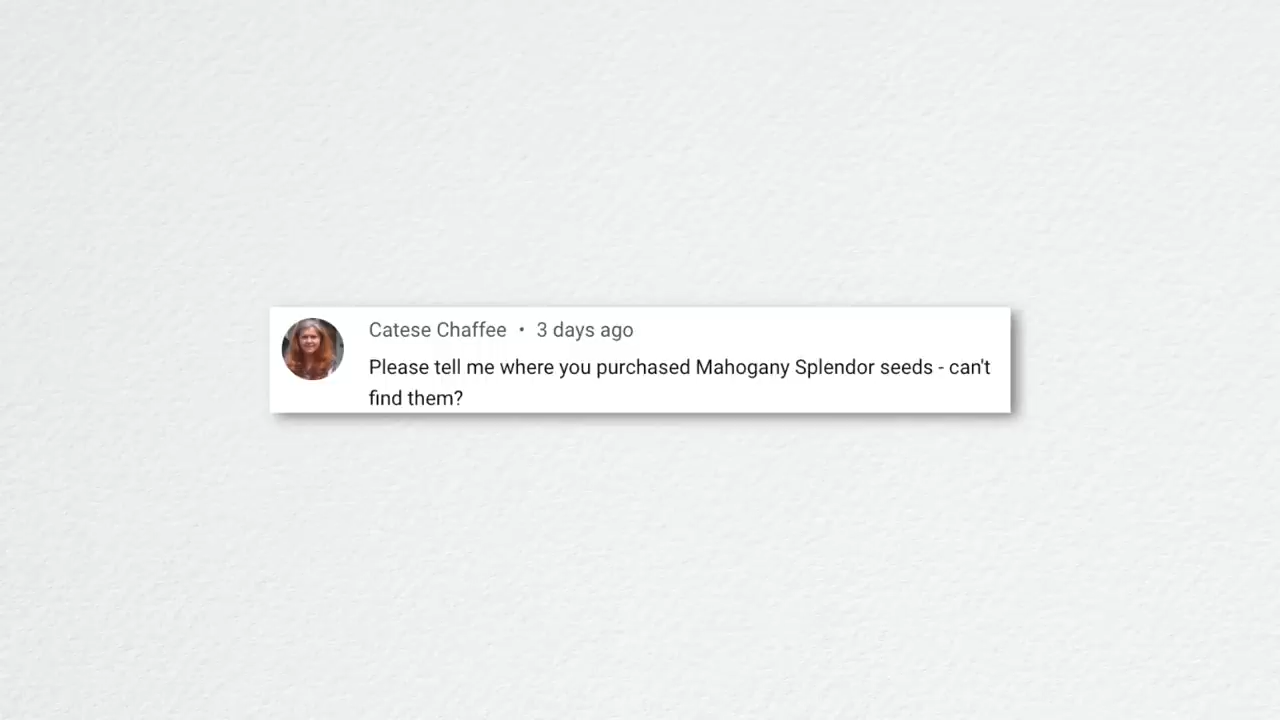 Catese Chaffee • 3 days ago
Please tell me where you purchased Mahogany Splendor seeds - can't
find them?